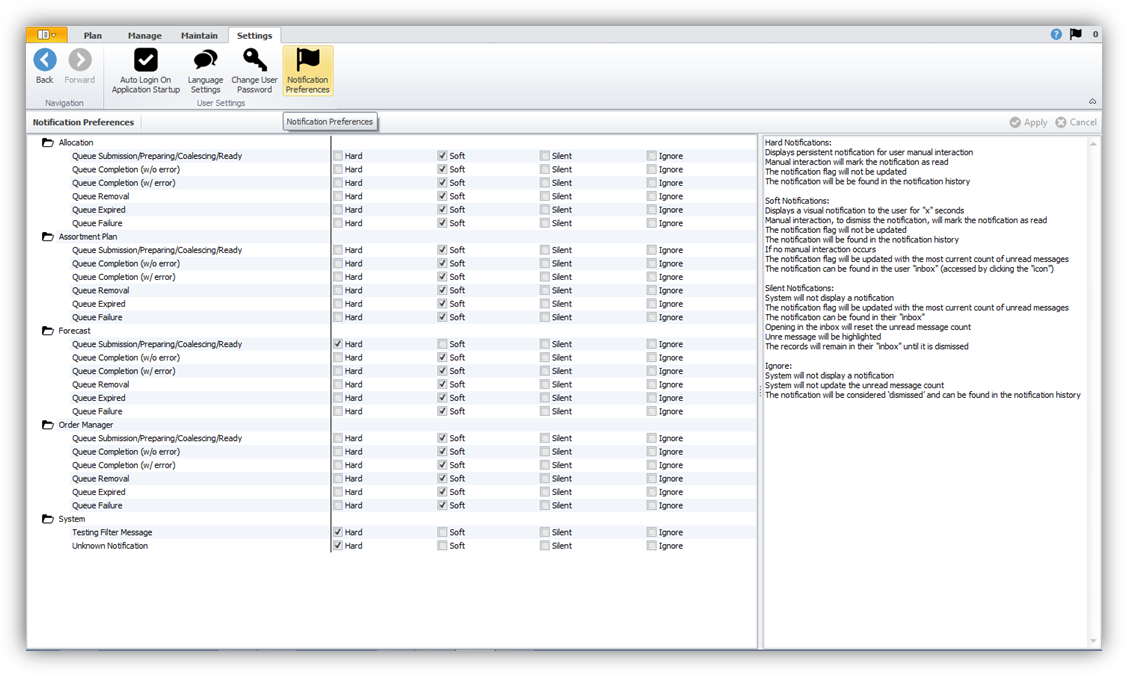 Plan Manage Maintain Settings ? 0
Back Forward Auto Login On Application Startup Language Settings Change User Password Notification Preferences
Navigation User Settings
Notification Preferences Notification Preferences Apply Cancel
Allocation
Queue Submission/Preparing/Coalescing/Ready Hard Soft Silent Ignore
Queue Completion (w/o error) Hard Soft Silent Ignore
Queue Completion (w/ error) Hard Soft Silent Ignore
Queue Removal Hard Soft Silent Ignore
Queue Expired Hard Soft Silent Ignore
Queue Failure Hard Soft Silent Ignore
Assortment Plan
Queue Submission/Preparing/Coalescing/Ready Hard Soft Silent Ignore
Queue Completion (w/o error) Hard Soft Silent Ignore
Queue Completion (w/ error) Hard Soft Silent Ignore
Queue Removal Hard Soft Silent Ignore
Queue Expired Hard Soft Silent Ignore
Queue Failure Hard Soft Silent Ignore
Forecast
Queue Submission/Preparing/Coalescing/Ready Hard Soft Silent Ignore
Queue Completion (w/o error) Hard Soft Silent Ignore
Queue Completion (w/ error) Hard Soft Silent Ignore
Queue Removal Hard Soft Silent Ignore
Queue Expired Hard Soft Silent Ignore
Queue Failure Hard Soft Silent Ignore
Order Manager
Queue Submission/Preparing/Coalescing/Ready Hard Soft Silent Ignore
Queue Completion (w/o error) Hard Soft Silent Ignore
Queue Completion (w/ error) Hard Soft Silent Ignore
Queue Removal Hard Soft Silent Ignore
Queue Expired Hard Soft Silent Ignore
Queue Failure Hard Soft Silent Ignore
System
Testing Filter Message Hard Soft Silent Ignore
Unknown Notification Hard Soft Silent Ignore
Hard Notifications:
Displays persistent notification for user manual interaction
Manual interaction will mark the notification as read
The notification flag will not be updated
The notification will be be found in the notification history
Soft Notifications:
Displays a visual notification to the user for "x" seconds
Manual interaction, to dismiss the notification, will mark the notification as read
The notification flag will not be updated
The notification will be found in the notification history
If no manual interaction occurs
The notification flag will be updated with the most current count of unread messages
The notification can be found in the user "inbox" (accessed by clicking the "icon")
Silent Notifications:
System will not display a notification
The notification flag will be updated with the most current count of unread messages
The notification can be found in their "inbox"
Opening in the inbox will reset the unread message count
Unre message will be highlighted
The records will remain in their "inbox" until it is dismissed
Ignore:
System will not display a notification
System will not update the unread message count
The notification will be considered 'dismissed' and can be found in the notification history